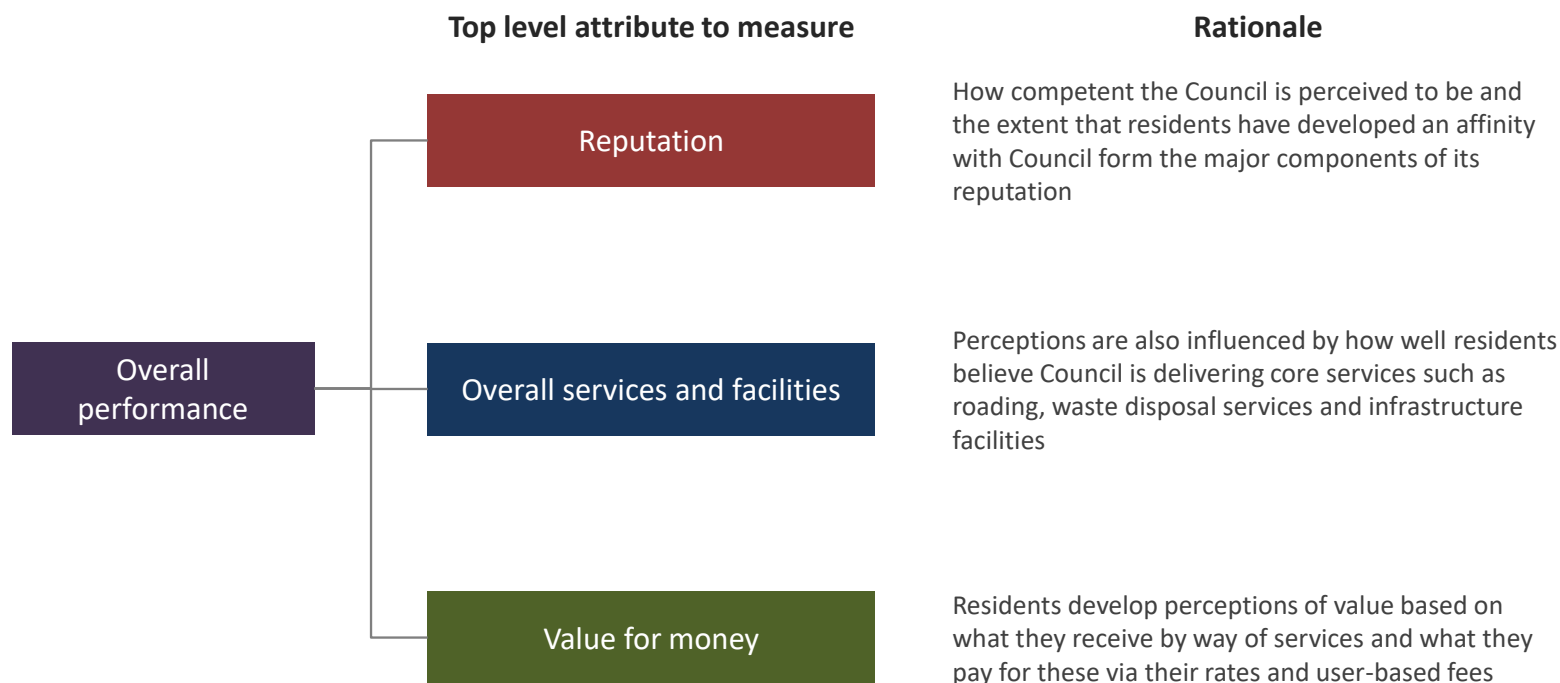 Top level attribute to measure
Rationale
Reputation
How competent the Council is perceived to be and
the extent that residents have developed an affinity
with Council form the major components of its
reputation
Overall
performance
Overall services and facilities
Perceptions are also influenced by how well residents
believe Council is delivering core services such as
roading, waste disposal services and infrastructure
facilities
Value for money
Residents develop perceptions of value based on
what they receive by way of services and what they
pay for these via their rates and user-based fees